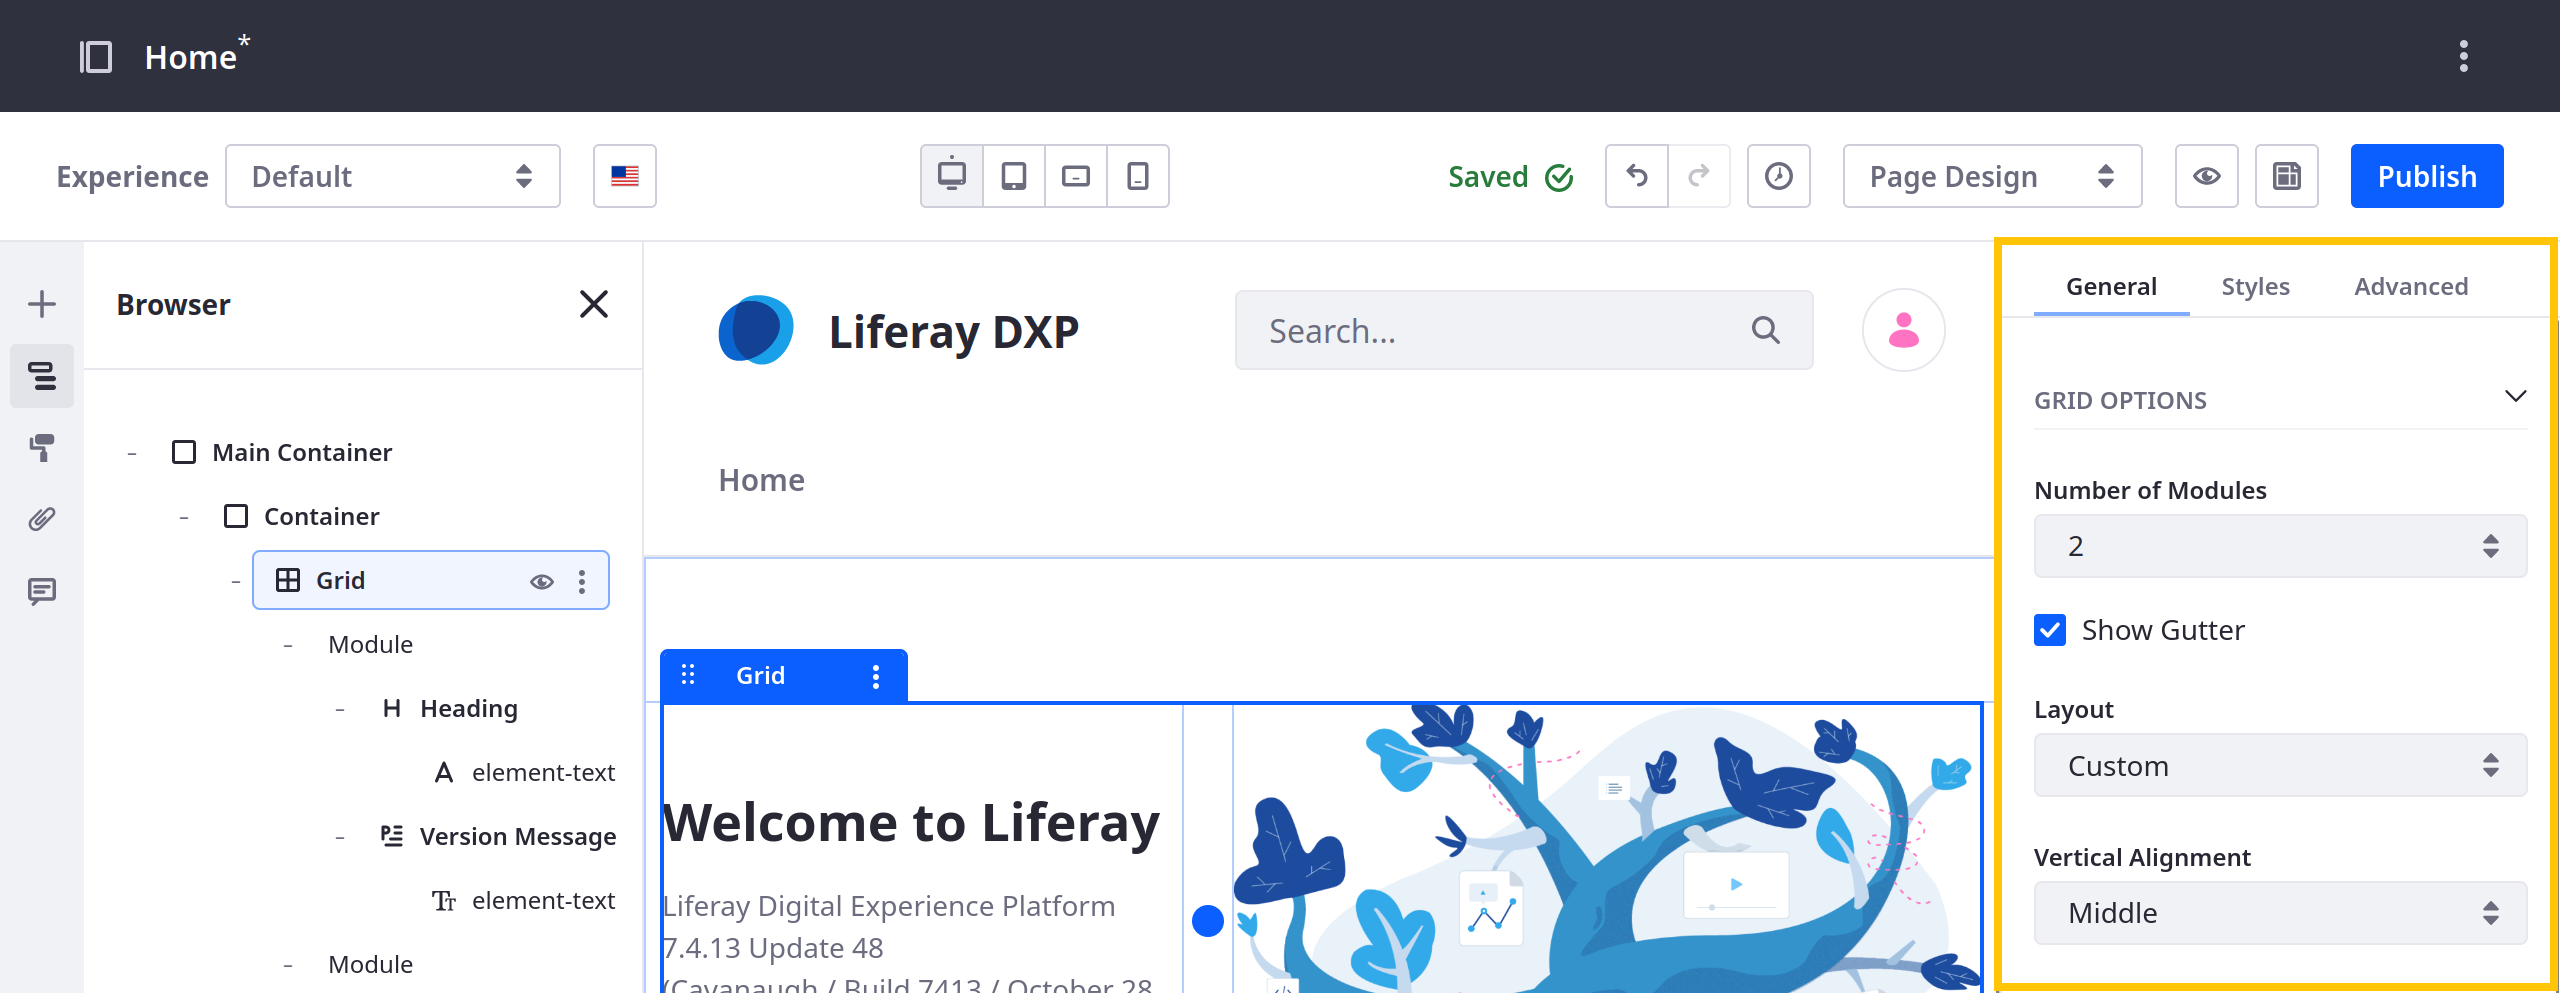 Home*
Experience
Default
Saved
Page Design
Publish
Browser
Main Container
Container
Grid
Module
Heading
element-text
Version Message
element-text
Module
Liferay DXP
Search...
Home
Grid
Welcome to Liferay
Liferay Digital Experience Platform
7.4.13 Update 48
(Cavanaugh / Build 7413 / October 28
General Styles Advanced
GRID OPTIONS
Number of Modules
2
Show Gutter
Layout
Custom
Vertical Alignment
Middle